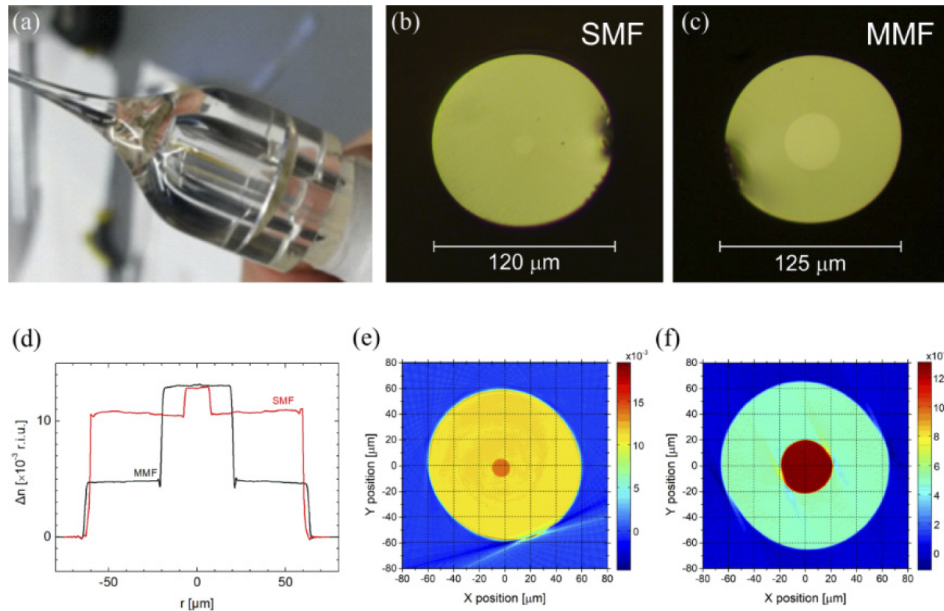 (a)
(b)
SMF
120 μm
(c)
MMF
125 μm
(d)
Δn [×10⁻³ r.i.u.]
10
0
SMF
MMF
-50
0
50
r [μm]
(e)
Y position [μm]
80
60
40
20
0
-20
-40
-60
-80
-80 -60 -40 -20 0 20 40 60 80
X position [μm]
x10⁻³
15
10
5
0
(f)
Y position [μm]
80
60
40
20
0
-20
-40
-60
-80
-80 -60 -40 -20 0 20 40 60 80
X position [μm]
12
10
8
6
4
2
0